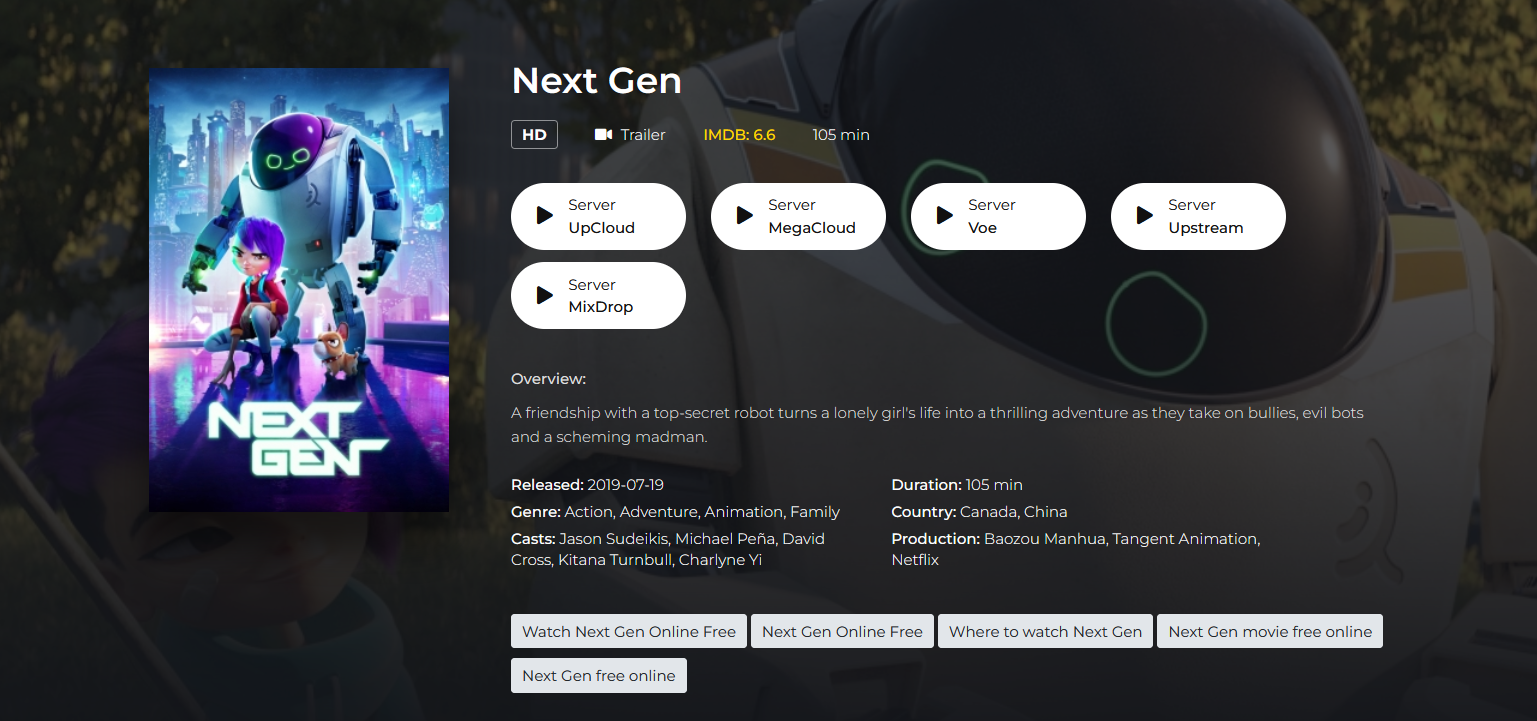 Next Gen
HD Trailer IMDB: 6.6 105 min
Server
UpCloud
Server
MegaCloud
Server
Voe
Server
Upstream
Server
MixDrop
NEXT
GEN
Overview:
A friendship with a top-secret robot turns a lonely girl's life into a thrilling adventure as they take on bullies, evil bots
and a scheming madman.
Released: 2019-07-19
Genre: Action, Adventure, Animation, Family
Casts: Jason Sudeikis, Michael Peña, David
Cross, Kitana Turnbull, Charlyne Yi
Duration: 105 min
Country: Canada, China
Production: Baozou Manhua, Tangent Animation,
Netflix
Watch Next Gen Online Free Next Gen Online Free Where to watch Next Gen Next Gen movie free online
Next Gen free online